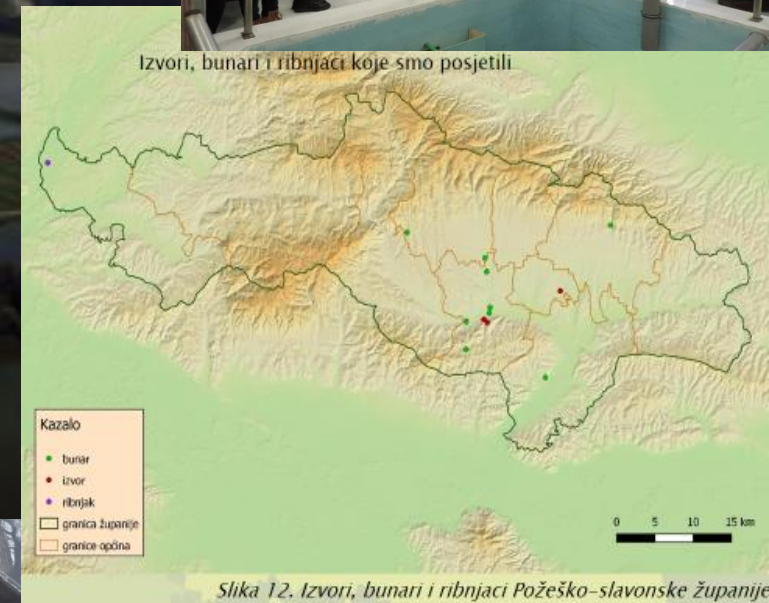 Izvori, bunari i ribnjaci koje smo posjetili
Kazalo
bunar
izvor
ribnjak
granica županije
granice općina
0 5 10 15 km
Slika 12. Izvori, bunari i ribnjaci Požeško-slavonske županije